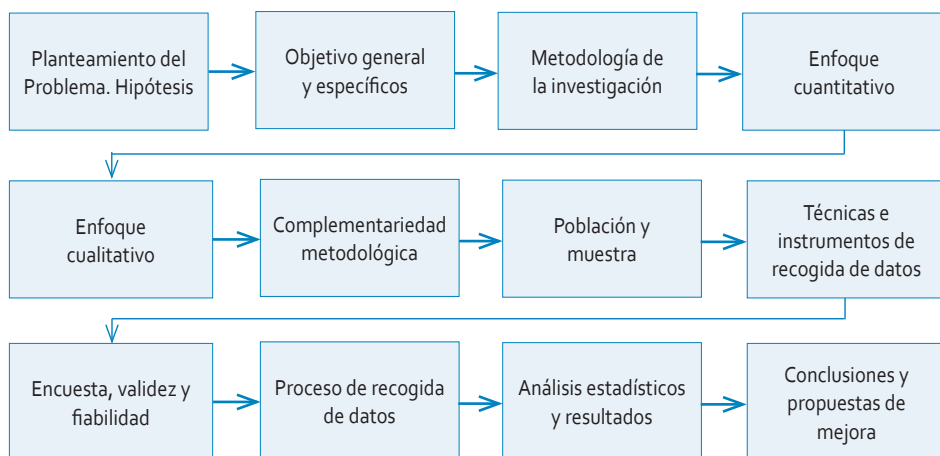 Planteamiento del
Problema. Hipótesis
Objetivo general
y específicos
Metodología de
la investigación
Enfoque
cuantitativo
Enfoque
cualitativo
Complementariedad
metodológica
Población y
muestra
Técnicas e
instrumentos de
recogida de datos
Encuesta, validez y
fiabilidad
Proceso de recogida
de datos
Análisis estadísticos
y resultados
Conclusiones y
propuestas de
mejora